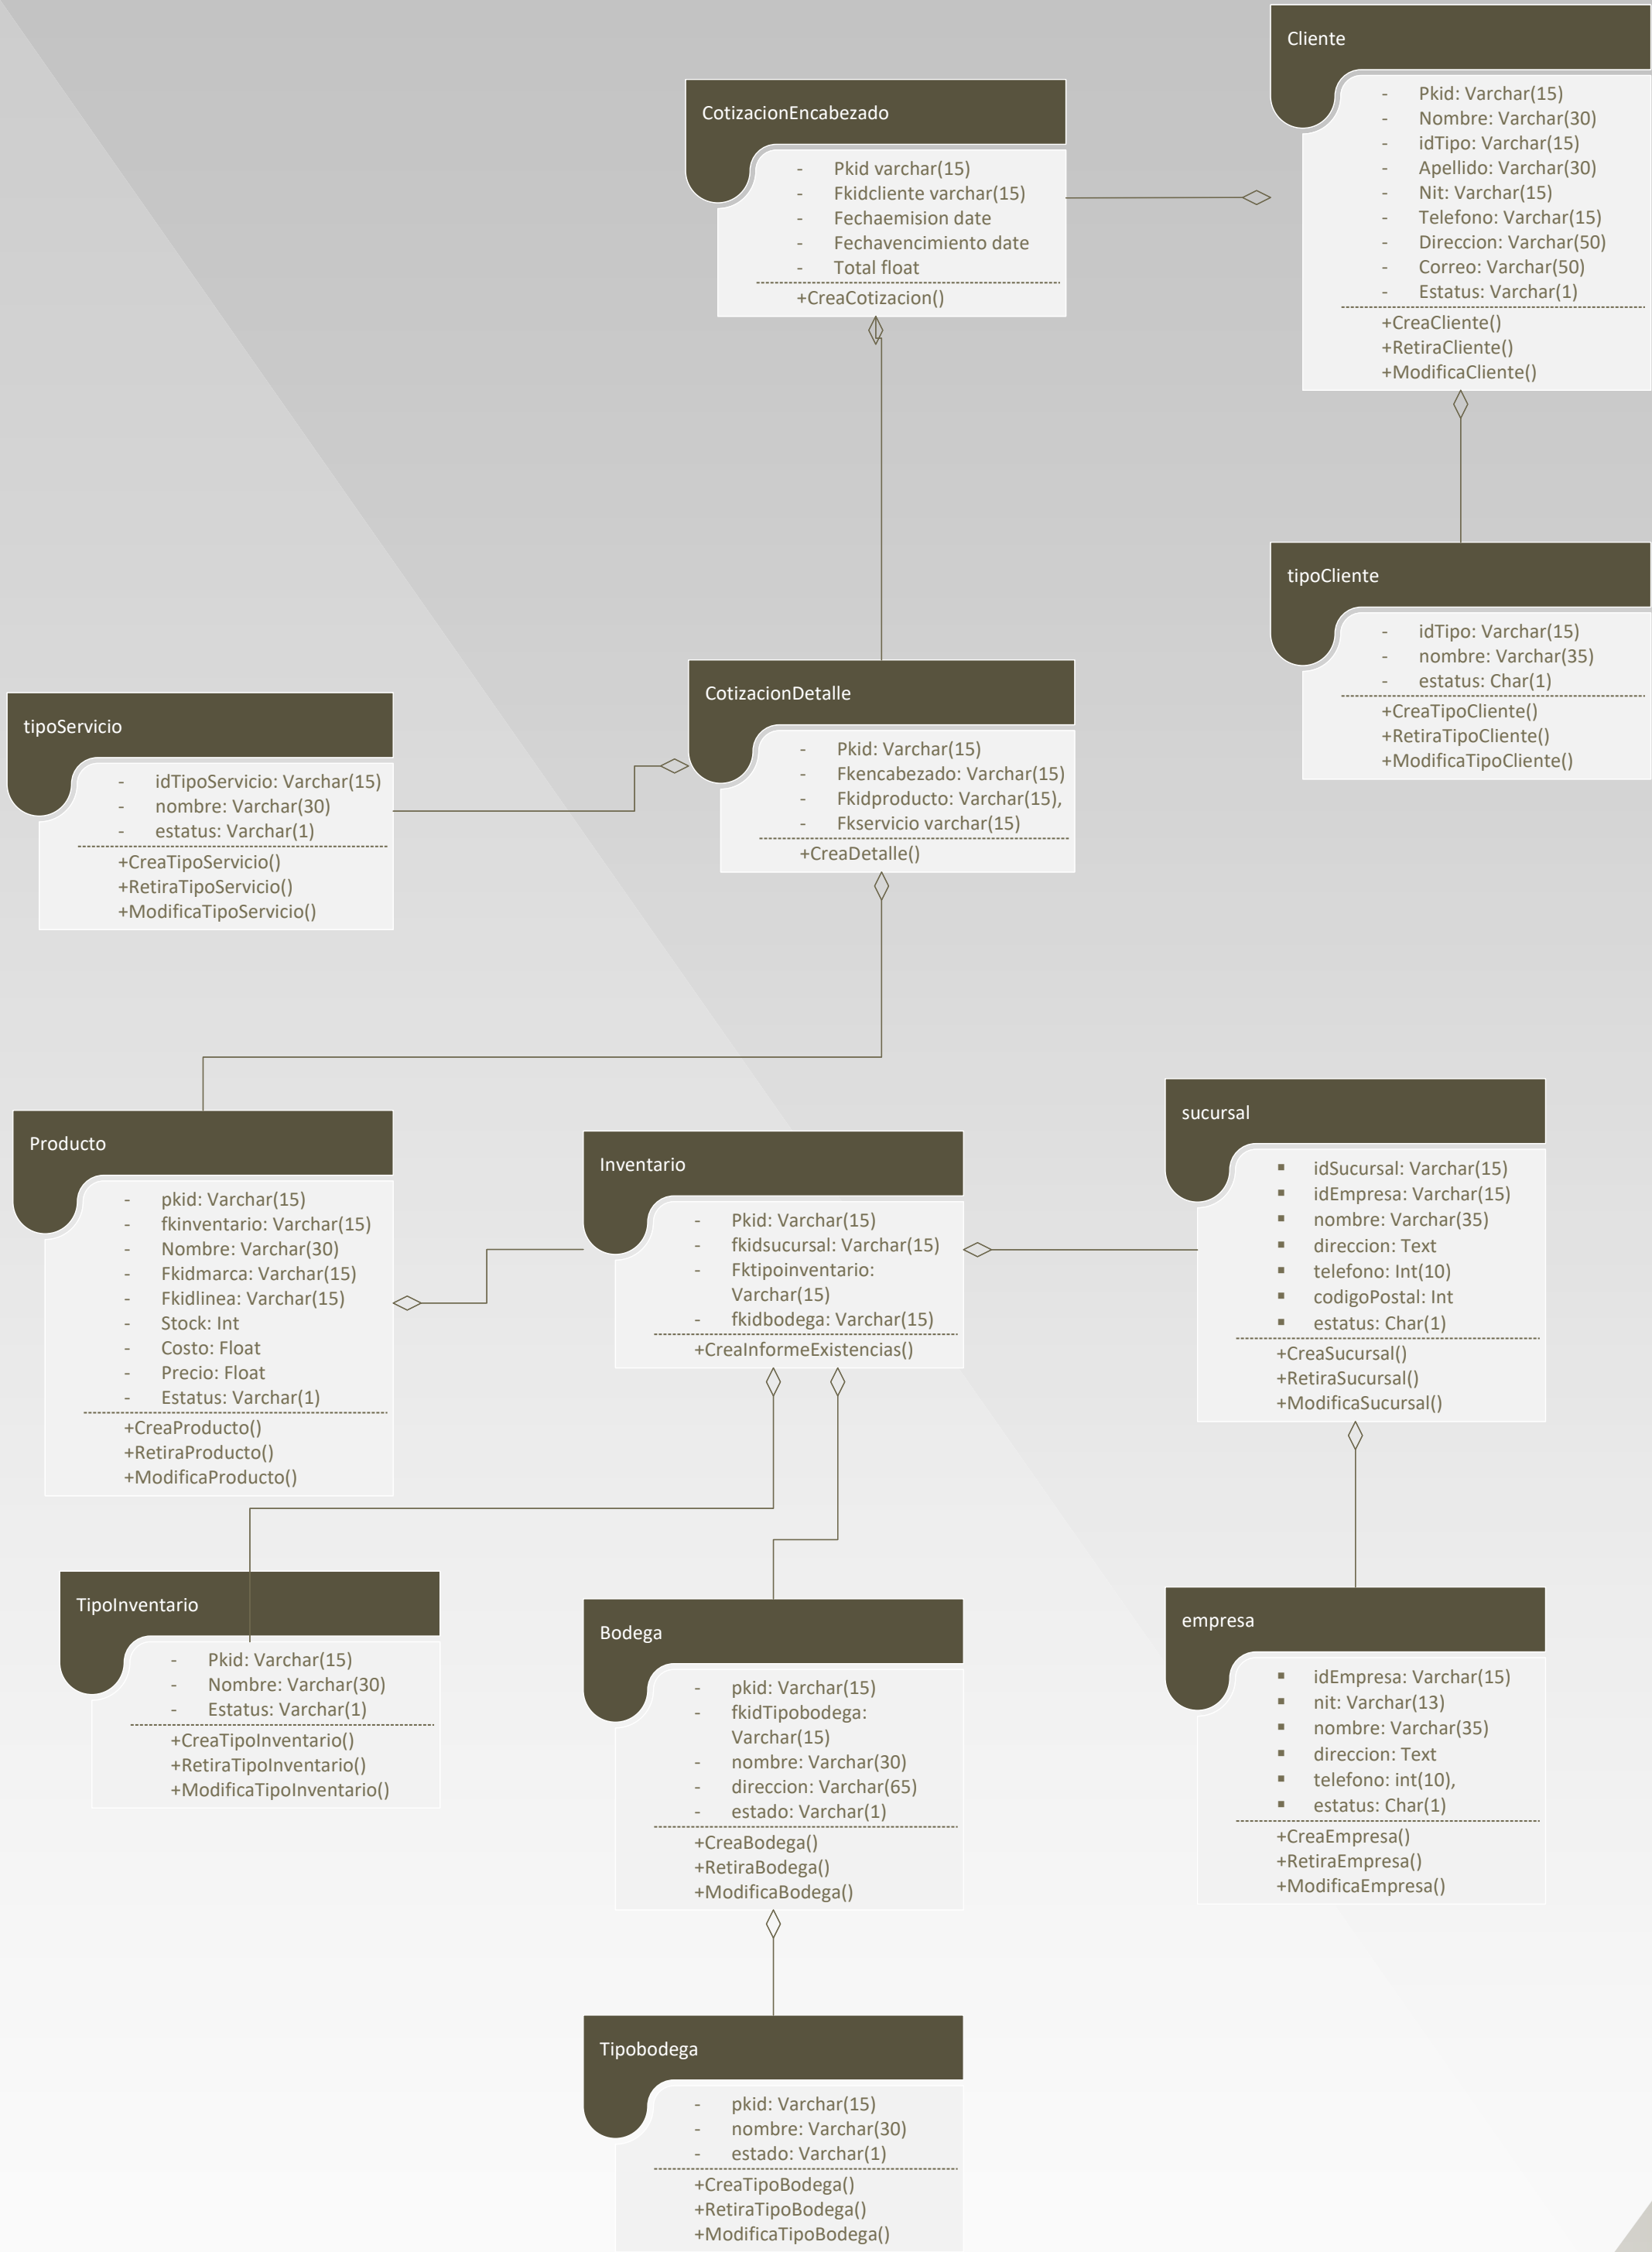 Cliente
- Pkid: Varchar(15)
- Nombre: Varchar(30)
- idTipo: Varchar(15)
- Apellido: Varchar(30)
- Nit: Varchar(15)
- Telefono: Varchar(15)
- Direccion: Varchar(50)
- Correo: Varchar(50)
- Estatus: Varchar(1)
+CreaCliente()
+RetiraCliente()
+ModificaCliente()
CotizacionEncabezado
- Pkid varchar(15)
- Fkidcliente varchar(15)
- Fechaemision date
- Fechavencimiento date
- Total float
+CreaCotizacion()
tipoCliente
- idTipo: Varchar(15)
- nombre: Varchar(35)
- estatus: Char(1)
+CreaTipoCliente()
+RetiraTipoCliente()
+ModificaTipoCliente()
CotizacionDetalle
- Pkid: Varchar(15)
- Fkencabezado: Varchar(15)
- Fkidproducto: Varchar(15),
- Fkservicio varchar(15)
+CreaDetalle()
tipoServicio
- idTipoServicio: Varchar(15)
- nombre: Varchar(30)
- estatus: Varchar(1)
+CreaTipoServicio()
+RetiraTipoServicio()
+ModificaTipoServicio()
Producto
- pkid: Varchar(15)
- fkinventario: Varchar(15)
- Nombre: Varchar(30)
- Fkidmarca: Varchar(15)
- Fkidlinea: Varchar(15)
- Stock: Int
- Costo: Float
- Precio: Float
- Estatus: Varchar(1)
+CreaProducto()
+RetiraProducto()
+ModificaProducto()
Inventario
- Pkid: Varchar(15)
- fkidsucursal: Varchar(15)
- Fktipoinventario:
Varchar(15)
- fkidbodega: Varchar(15)
+CreaInformeExistencias()
sucursal
▪ idSucursal: Varchar(15)
▪ idEmpresa: Varchar(15)
▪ nombre: Varchar(35)
▪ direccion: Text
▪ telefono: Int(10)
▪ codigoPostal: Int
▪ estatus: Char(1)
+CreaSucursal()
+RetiraSucursal()
+ModificaSucursal()
TipoInventario
- Pkid: Varchar(15)
- Nombre: Varchar(30)
- Estatus: Varchar(1)
+CreaTipoInventario()
+RetiraTipoInventario()
+ModificaTipoInventario()
Bodega
- pkid: Varchar(15)
- fkidTipobodega:
Varchar(15)
- nombre: Varchar(30)
- direccion: Varchar(65)
- estado: Varchar(1)
+CreaBodega()
+RetiraBodega()
+ModificaBodega()
empresa
▪ idEmpresa: Varchar(15)
▪ nit: Varchar(13)
▪ nombre: Varchar(35)
▪ direccion: Text
▪ telefono: int(10),
▪ estatus: Char(1)
+CreaEmpresa()
+RetiraEmpresa()
+ModificaEmpresa()
Tipobodega
- pkid: Varchar(15)
- nombre: Varchar(30)
- estado: Varchar(1)
+CreaTipoBodega()
+RetiraTipoBodega()
+ModificaTipoBodega()